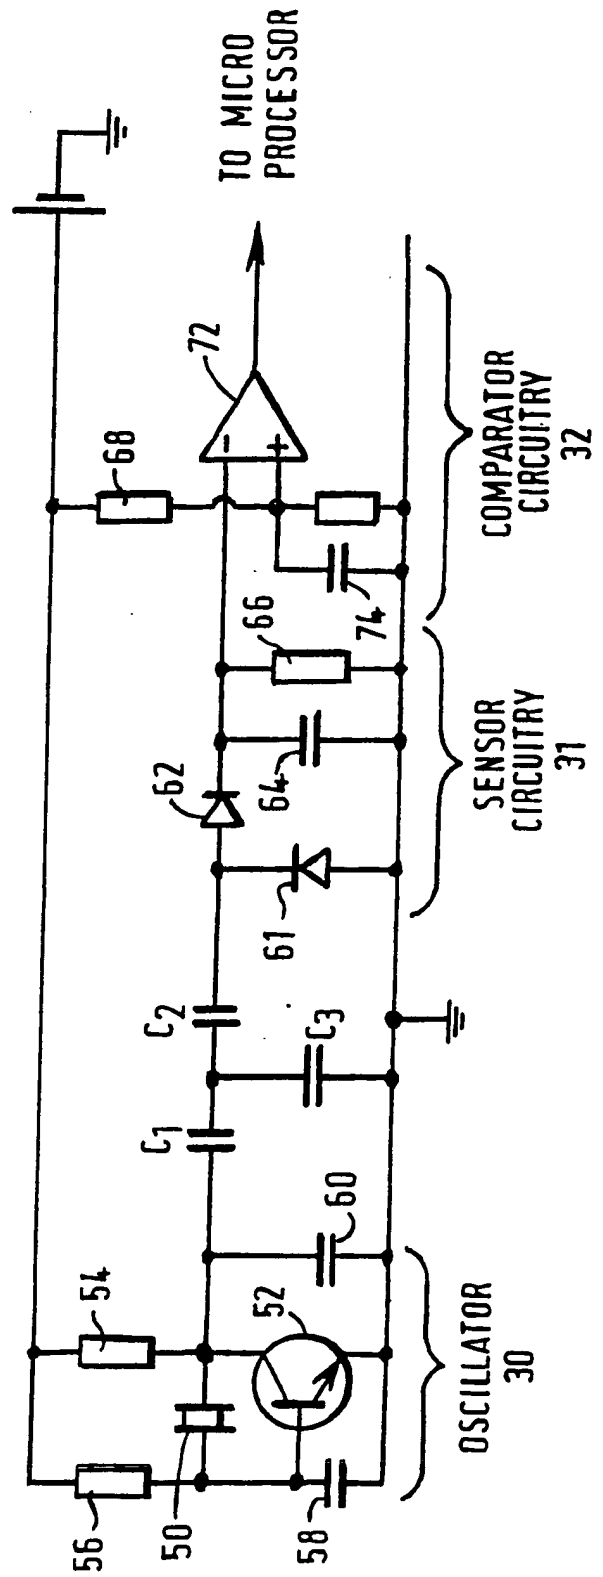 TO MICRO
PROCESSOR
72
68
66
74
62
64
61
C2
C3
C1
60
54
52
50
56
58
COMPARATOR
CIRCUITRY
32
SENSOR
CIRCUITRY
31
OSCILLATOR
30
-
+